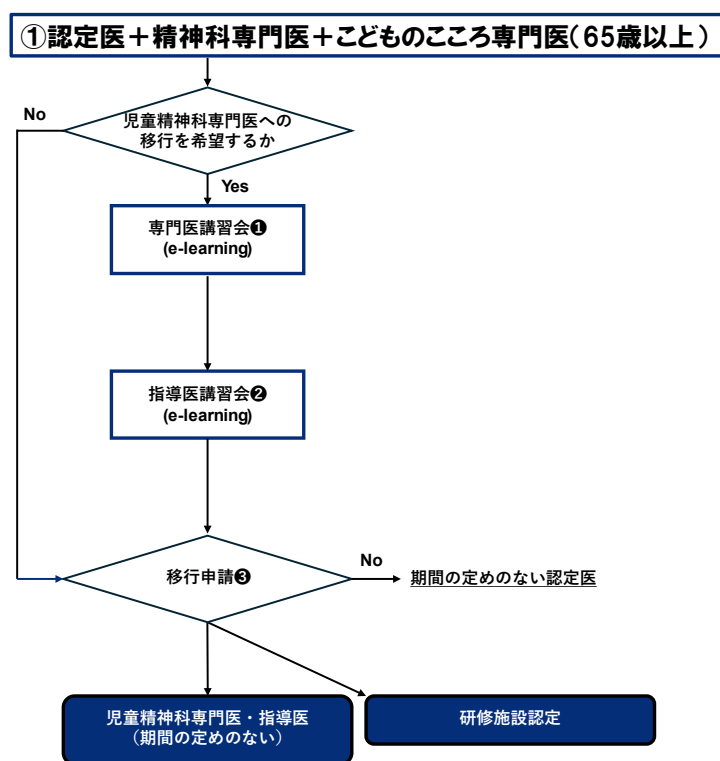 ①認定医＋精神科専門医＋こどものこころ専門医（65歳以上）
No
児童精神科専門医への
移行を希望するか
Yes
専門医講習会❶
(e-learning)
指導医講習会❷
(e-learning)
移行申請❸
No
期間の定めのない認定医
児童精神科専門医・指導医
（期間の定めのない）
研修施設認定